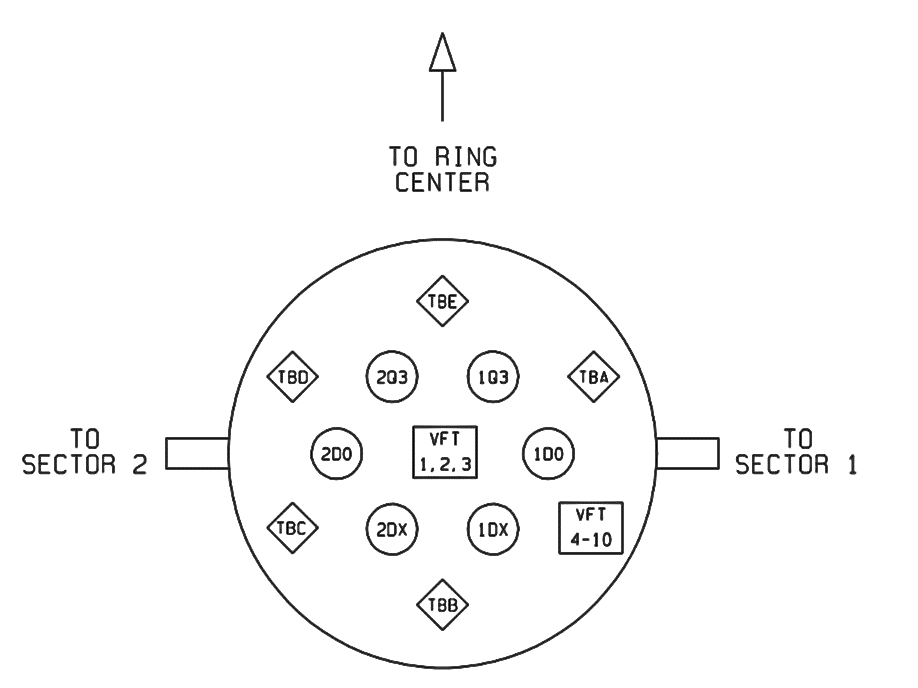 TO RING
CENTER
TBE
TBD
2Q3
1Q3
TBA
TO
SECTOR 2
2D0
VFT
1,2,3
1D0
TO
SECTOR 1
TBC
2DX
1DX
VFT
4-10
TBB